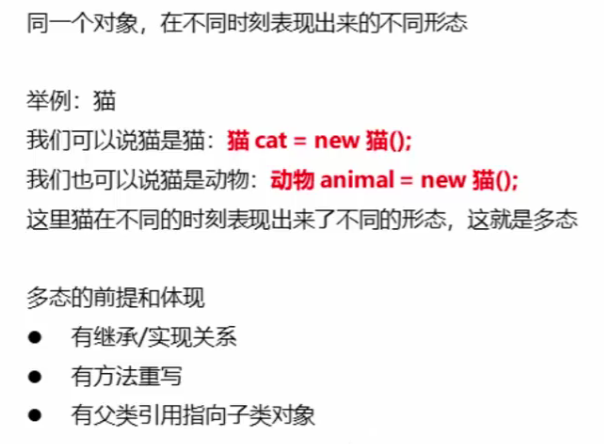 同一个对象，在不同时刻表现出来的不同形态
举例：猫
我们可以说猫是猫：猫 cat = new 猫();
我们也可以说猫是动物：动物 animal = new 猫();
这里猫在不同的时刻表现出来了不同的形态，这就是多态
多态的前提和体现
● 有继承/实现关系
● 有方法重写
● 有父类引用指向子类对象